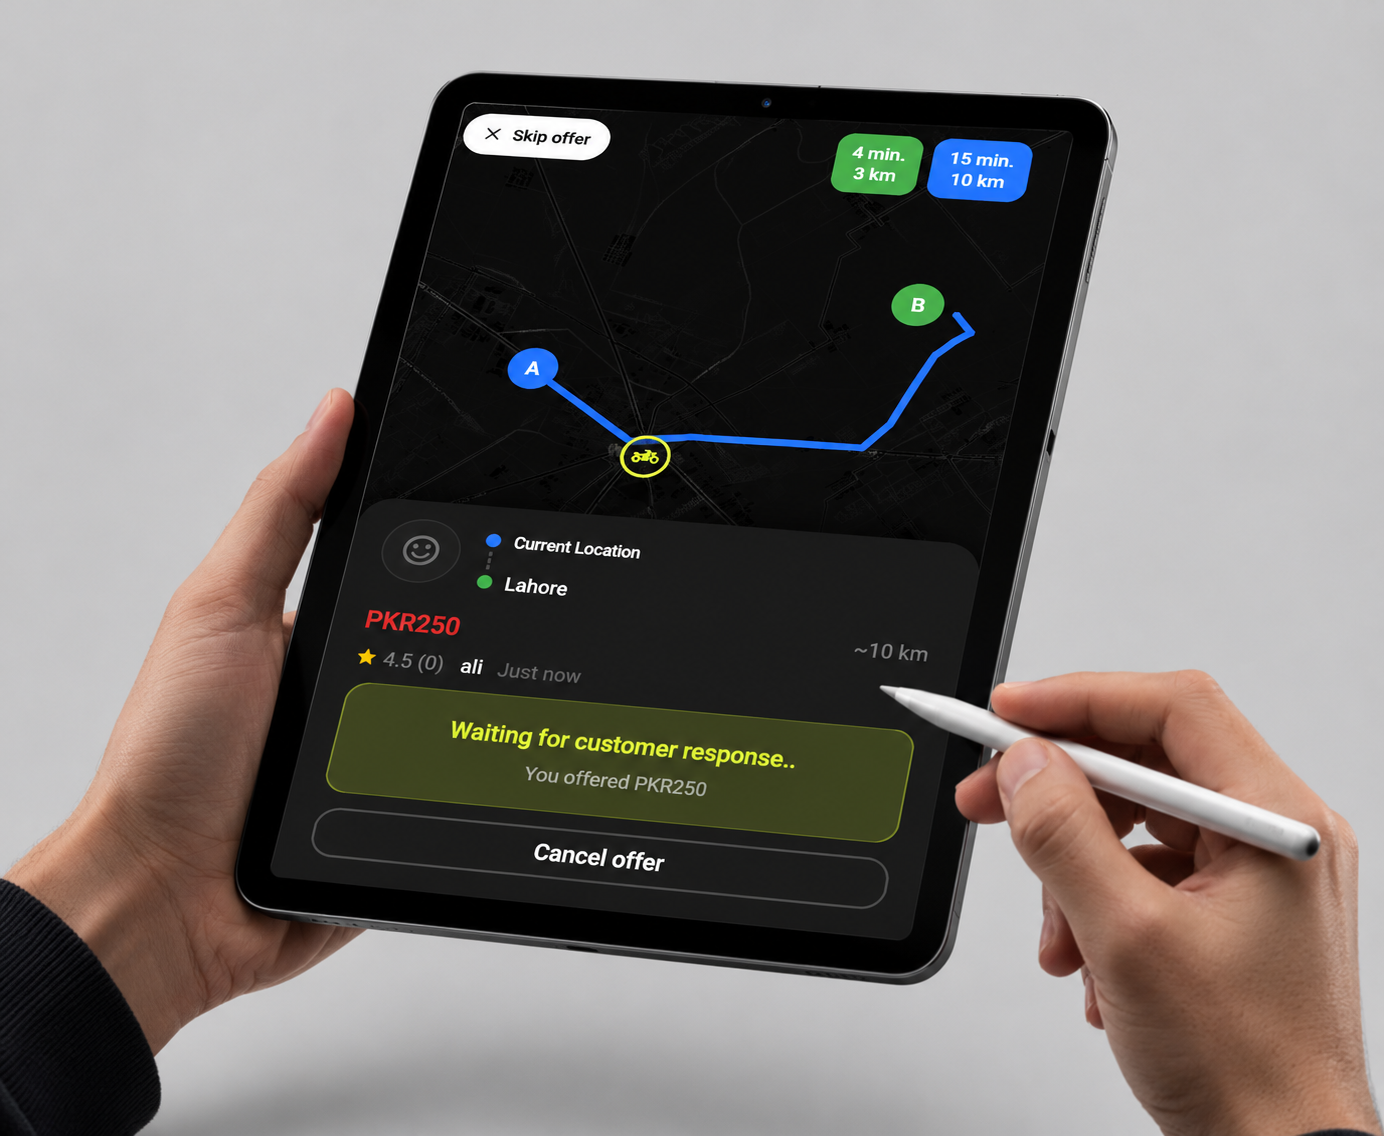 Skip offer
4 min.
3 km
15 min.
10 km
B
A
Current Location
Lahore
PKR250
~10 km
4.5 (0) ali Just now
Waiting for customer response..
You offered PKR250
Cancel offer